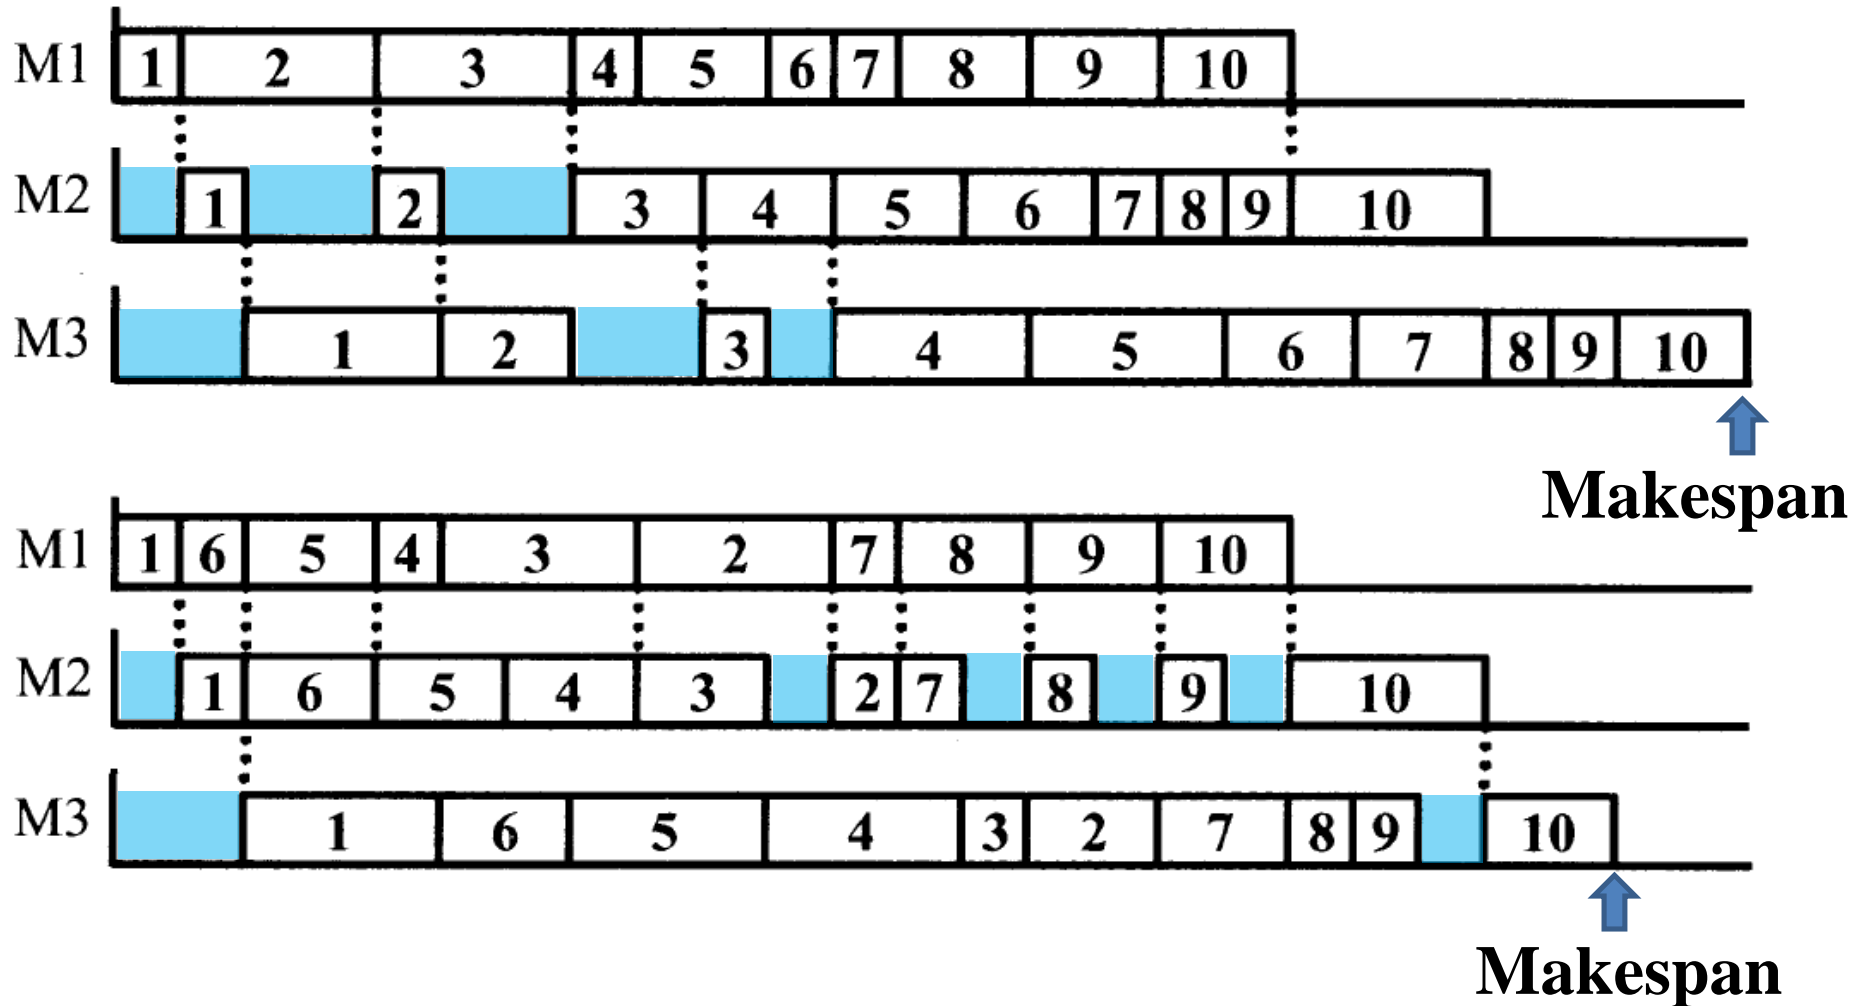 M1 1 2 3 4 5 6 7 8 9 10
M2 1 2 3 4 5 6 7 8 9 10
M3 1 2 3 4 5 6 7 8 9 10
Makespan
M1 1 6 5 4 3 2 7 8 9 10
M2 1 6 5 4 3 2 7 8 9 10
M3 1 6 5 4 3 2 7 8 9 10
Makespan